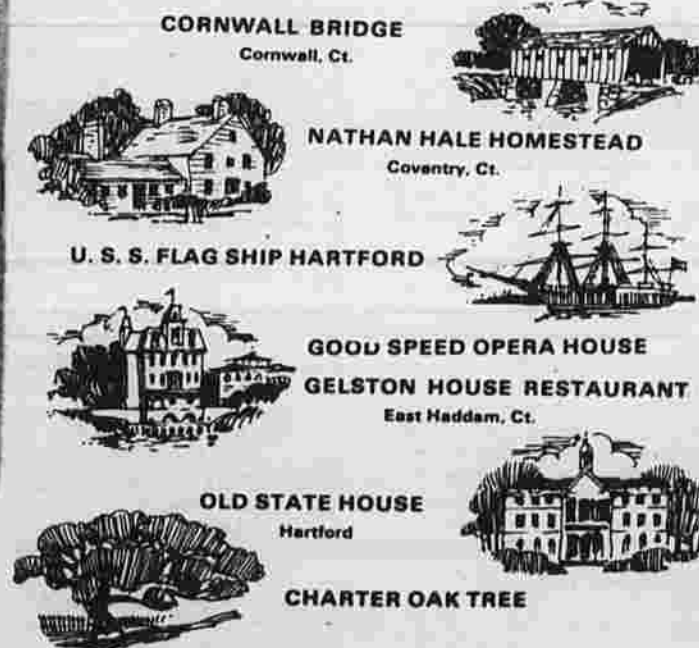 CORNWALL BRIDGE
Cornwall, Ct.
NATHAN HALE HOMESTEAD
Coventry, Ct.
U. S. S. FLAG SHIP HARTFORD
GOOD SPEED OPERA HOUSE
GELSTON HOUSE RESTAURANT
East Haddam, Ct.
OLD STATE HOUSE
Hartford
CHARTER OAK TREE